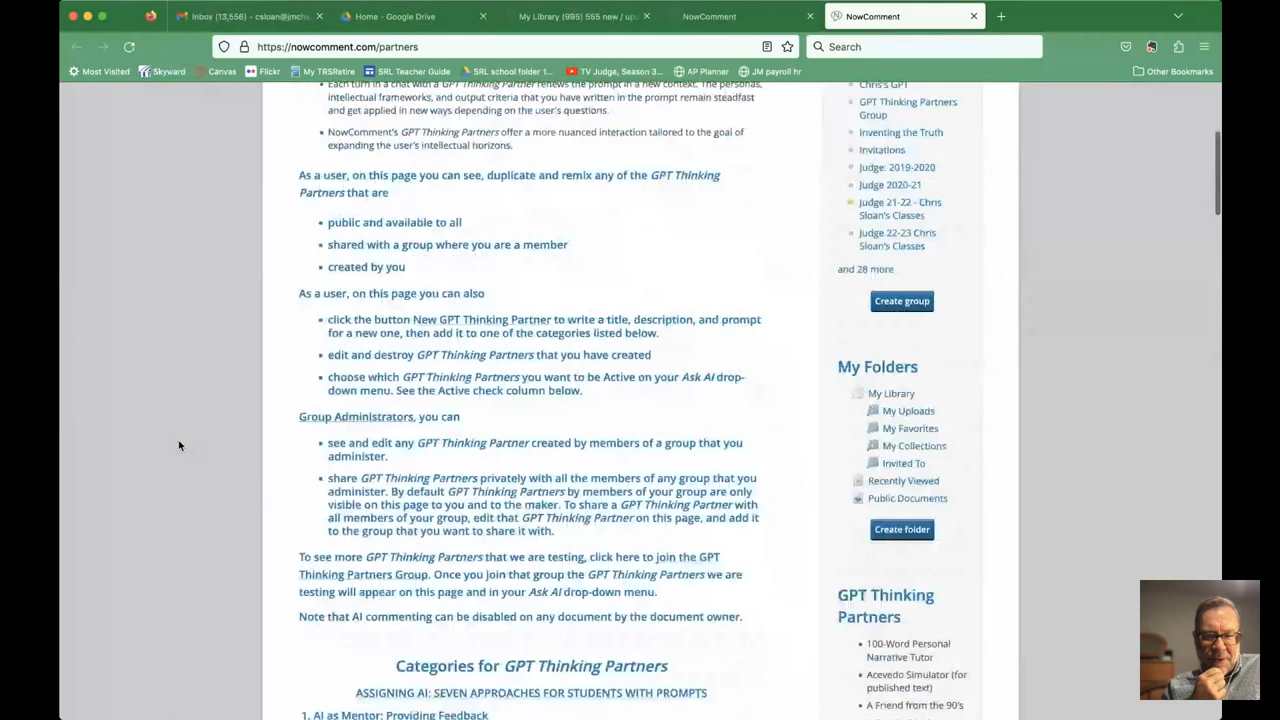 Inbox (13,556) - csloan@jmch
Home - Google Drive
My Library (995) 555 new / upd
NowComment
NowComment
https://nowcomment.com/partners
Search
Most Visited
Skyward
Canvas
Flickr
My TRSRetire
SRL Teacher Guide
SRL school folder 1...
TV Judge, Season 3...
AP Planner
JM payroll hr
Other Bookmarks
Each turn in a chat with a GPT Thinking Partner renews the prompt in a new context. The personas,
intellectual frameworks, and output criteria that you have written in the prompt remain steadfast
and get applied in new ways depending on the user's questions.
NowComment's GPT Thinking Partners offer a more nuanced interaction tailored to the goal of
expanding the user's intellectual horizons.
As a user, on this page you can see, duplicate and remix any of the GPT Thinking
Partners that are
public and available to all
shared with a group where you are a member
created by you
As a user, on this page you can also
click the button New GPT Thinking Partner to write a title, description, and prompt
for a new one, then add it to one of the categories listed below.
edit and destroy GPT Thinking Partners that you have created
choose which GPT Thinking Partners you want to be Active on your Ask AI drop-
down menu. See the Active check column below.
Group Administrators, you can
see and edit any GPT Thinking Partner created by members of a group that you
administer.
share GPT Thinking Partners privately with all the members of any group that you
administer. By default GPT Thinking Partners by members of your group are only
visible on this page to you and to the maker. To share a GPT Thinking Partner with
all members of your group, edit that GPT Thinking Partner on this page, and add it
to the group that you want to share it with.
To see more GPT Thinking Partners that we are testing, click here to join the GPT
Thinking Partners Group. Once you join that group the GPT Thinking Partners we are
testing will appear on this page and in your Ask AI drop-down menu.
Note that AI commenting can be disabled on any document by the document owner.
Categories for GPT Thinking Partners
ASSIGNING AI: SEVEN APPROACHES FOR STUDENTS WITH PROMPTS
1. AI as Mentor: Providing Feedback
Chris's GPT
GPT Thinking Partners
Group
Inventing the Truth
Invitations
Judge: 2019-2020
Judge 2020-21
Judge 21-22 - Chris
Sloan's Classes
Judge 22-23 Chris
Sloan's Classes
and 28 more
Create group
My Folders
My Library
My Uploads
My Favorites
My Collections
Invited To
Recently Viewed
Public Documents
Create folder
GPT Thinking
Partners
100-Word Personal
Narrative Tutor
Acevedo Simulator (for
published text)
A Friend from the 90's